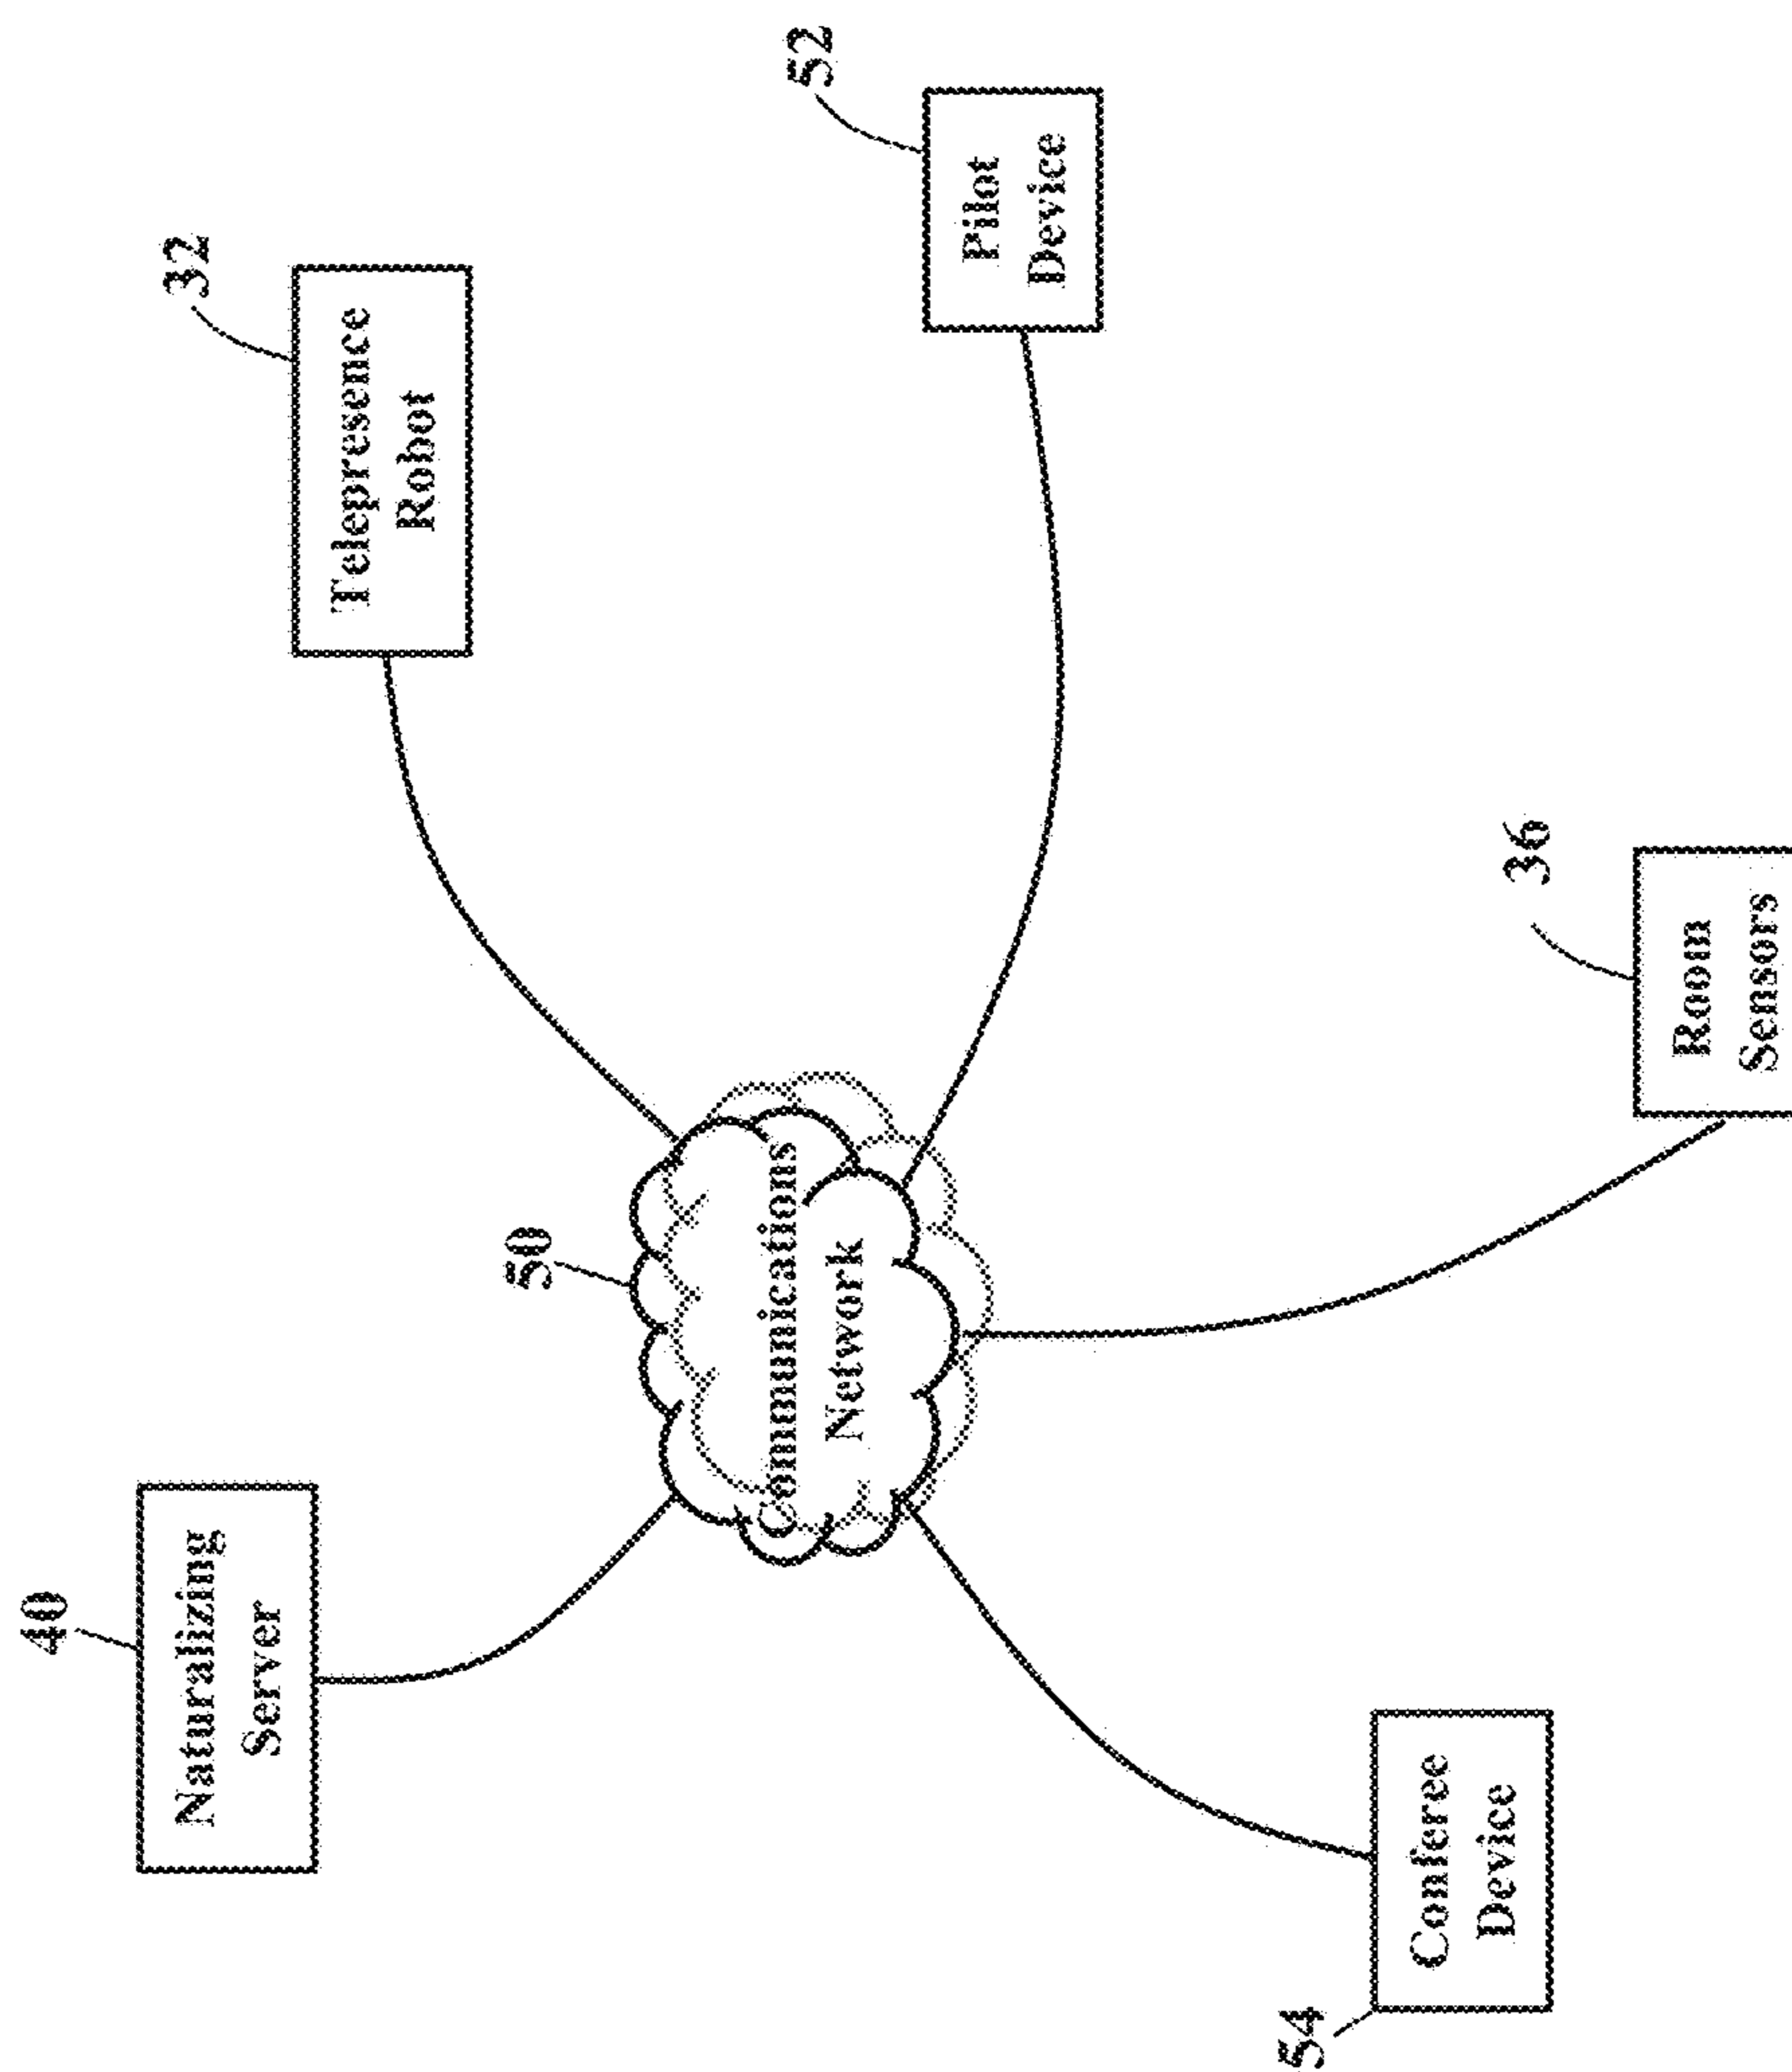 40
Naturalizing
Server
32
Telepresence
Robot
50
Communications
Network
52
Pilot
Device
54
Conferee
Device
36
Room
Sensors